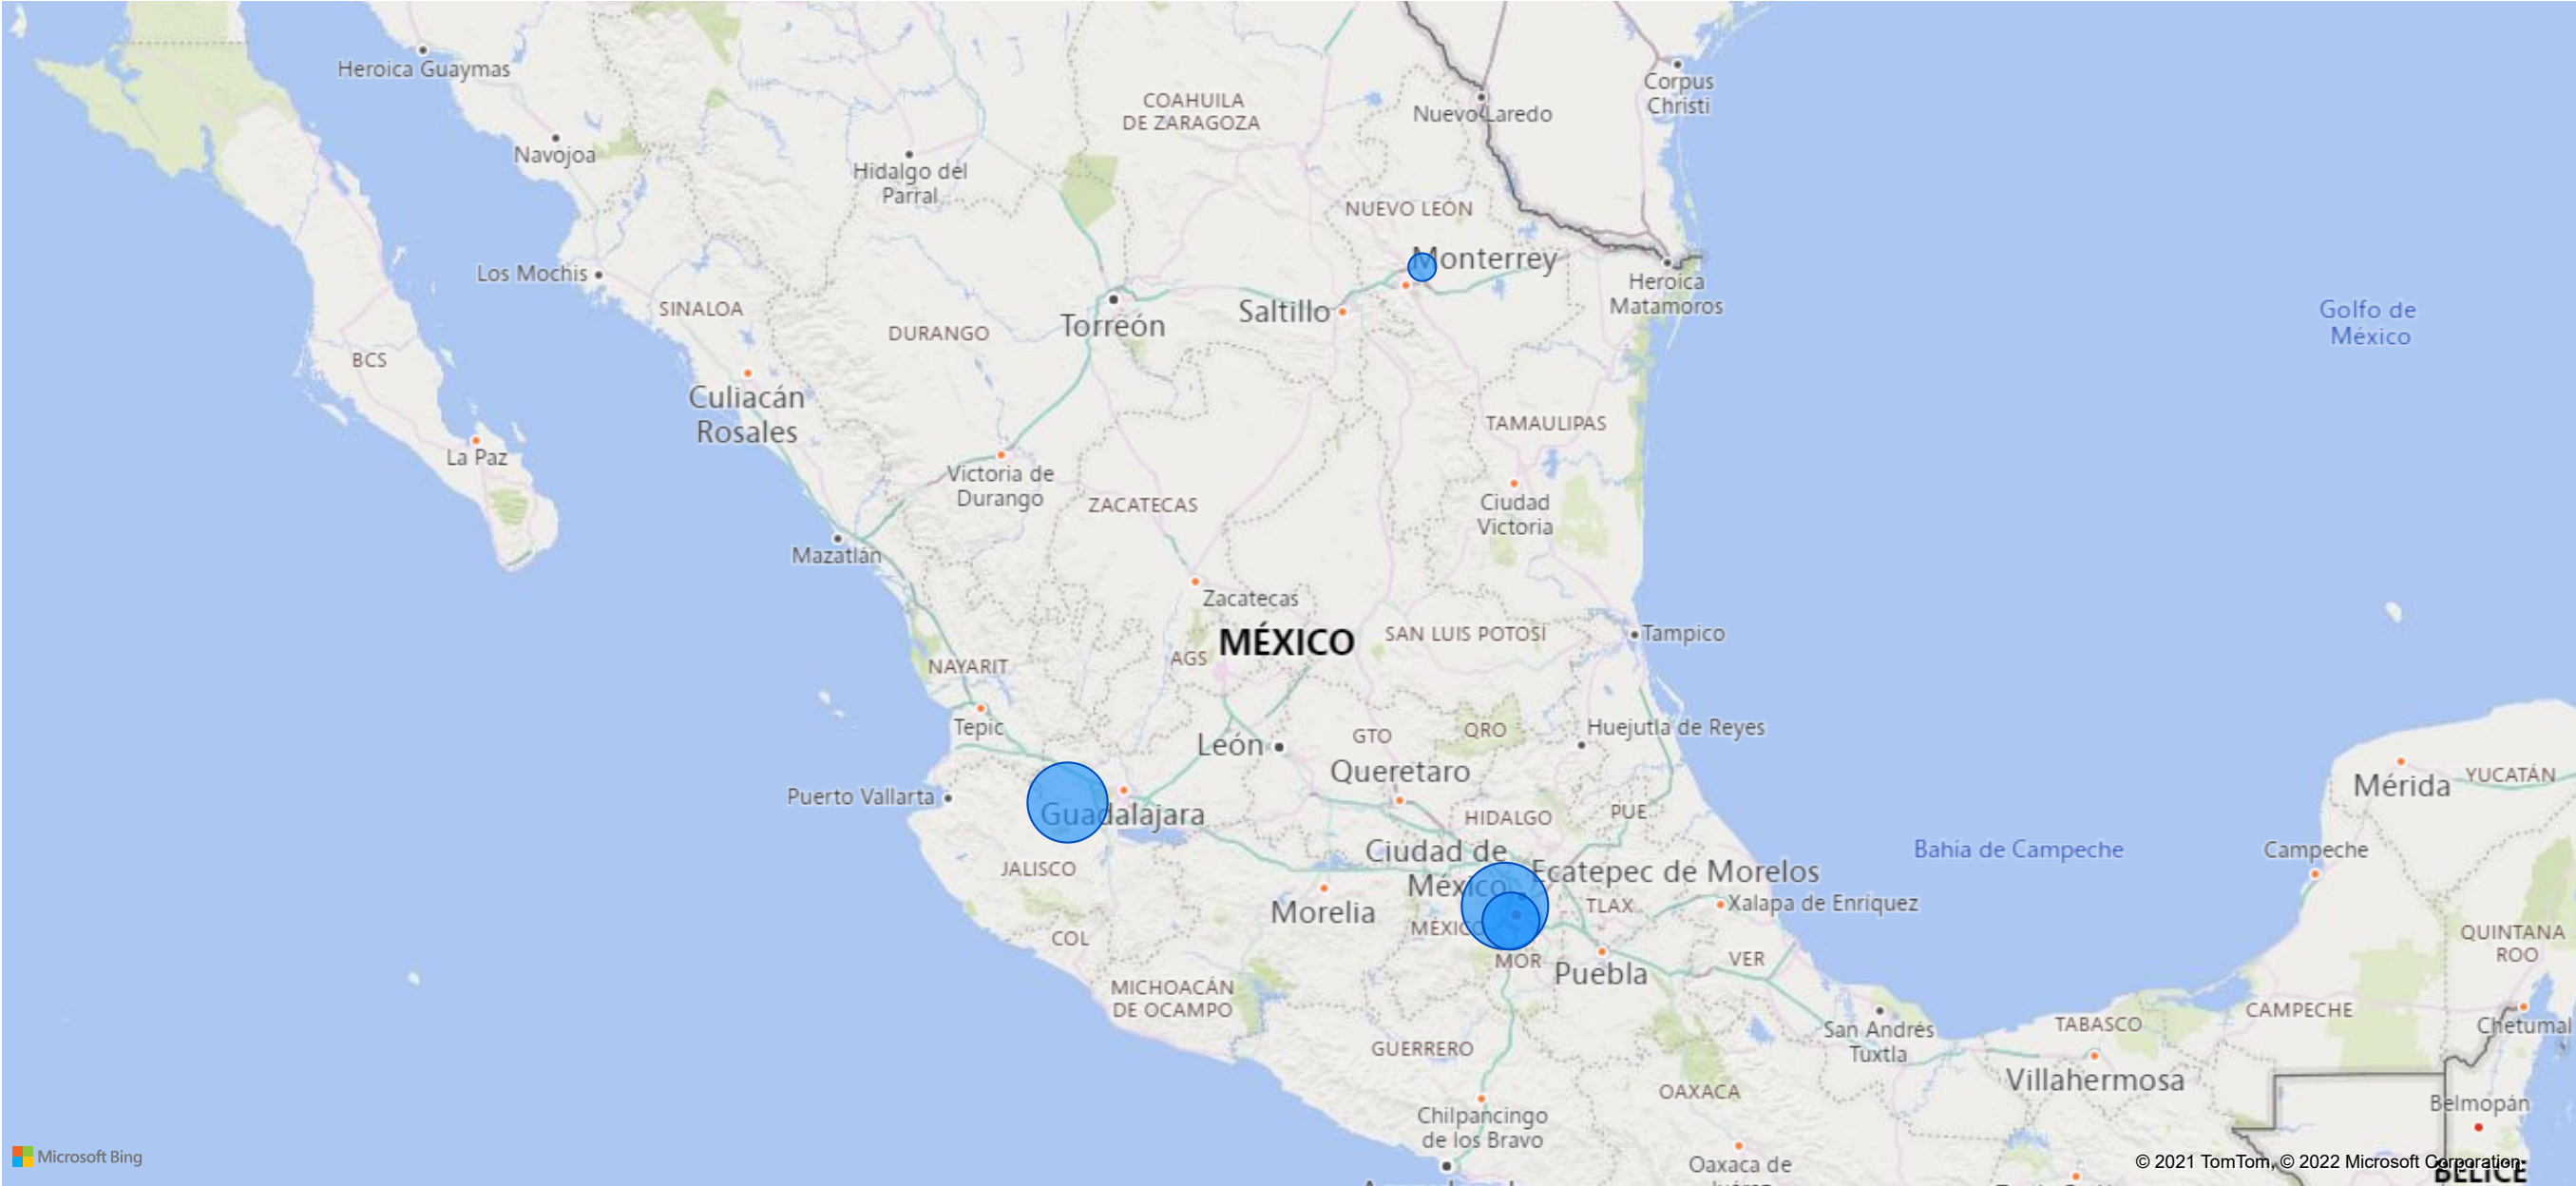 Heroica Guaymas
COAHUILA
DE ZARAGOZA
Corpus
Christi
Nuevo Laredo
Navojoa
Hidalgo del
Parral
NUEVO LEÓN
Monterrey
Los Mochis
Heroica
Matamoros
SINALOA
Saltillo
Torreón
DURANGO
Golfo de
México
BCS
Culiacán
Rosales
TAMAULIPAS
La Paz
Victoria de
Durango
ZACATECAS
Ciudad
Victoria
Mazatlán
Zacatecas
MÉXICO
SAN LUIS POTOSÍ
Tampico
AGS
NAYARIT
Tepic
León
GTO
QRO
Huejutla de Reyes
Queretaro
Puerto Vallarta
Guadalajara
HIDALGO
PUE
Mérida
YUCATÁN
Ciudad de
México
Ecatepec de Morelos
Bahía de Campeche
Campeche
JALISCO
Morelia
MÉXICO
TLAX
Xalapa de Enríquez
COL
MOR
Puebla
VER
QUINTANA
ROO
MICHOACÁN
DE OCAMPO
CAMPECHE
San Andrés
Tuxtla
TABASCO
Chetumal
GUERRERO
Villahermosa
OAXACA
Chilpancingo
de los Bravo
Belmopán
Oaxaca de
BELICE
Microsoft Bing
© 2021 TomTom, © 2022 Microsoft Corporation